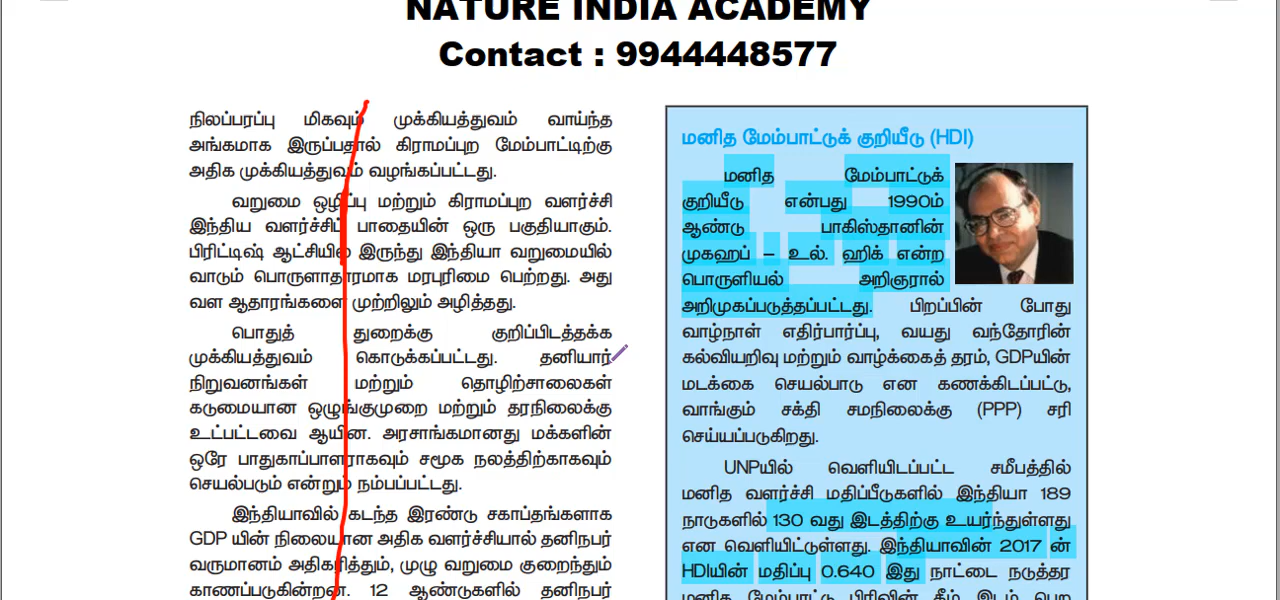 NATURE INDIA ACADEMY
Contact : 9944448577
நிலப்பரப்பு மிகவும் முக்கியத்துவம் வாய்ந்த
அங்கமாக இருப்பதால் கிராமப்புற மேம்பாட்டிற்கு
அதிக முக்கியத்துவம் வழங்கப்பட்டது.
வறுமை ஒழிப்பு மற்றும் கிராமப்புற வளர்ச்சி
இந்திய வளர்ச்சிப் பாதையின் ஒரு பகுதியாகும்.
பிரிட்டிஷ் ஆட்சியில் இருந்து இந்தியா வறுமையில்
வாடும் பொருளாதாரமாக மரபுரிமை பெற்றது. அது
வள ஆதாரங்களை முற்றிலும் அழித்தது.
பொதுத் துறைக்கு குறிப்பிடத்தக்க
முக்கியத்துவம் கொடுக்கப்பட்டது. தனியார்
நிறுவனங்கள் மற்றும் தொழிற்சாலைகள்
கடுமையான ஒழுங்குமுறை மற்றும் தரநிலைக்கு
உட்பட்டவை ஆயின. அரசாங்கமானது மக்களின்
ஒரே பாதுகாப்பாளராகவும் சமூக நலத்திற்காகவும்
செயல்படும் என்றும் நம்பப்பட்டது.
இந்தியாவில் கடந்த இரண்டு சகாப்தங்களாக
GDP யின் நிலையான அதிக வளர்ச்சியால் தனிநபர்
வருமானம் அதிகரித்தும், முழு வறுமை குறைந்தும்
காணப்படுகின்றன. 12 ஆண்டுகளில் தனிநபர்
மனித மேம்பாட்டுக் குறியீடு (HDI)
மனித மேம்பாட்டுக்
குறியீடு என்பது 1990ம்
ஆண்டு பாகிஸ்தானின்
முகஹப் – உல். ஹிக் என்ற
பொருளியல் அறிஞரால்
அறிமுகப்படுத்தப்பட்டது. பிறப்பின் போது
வாழ்நாள் எதிர்பார்ப்பு, வயது வந்தோரின்
கல்வியறிவு மற்றும் வாழ்க்கைத் தரம், GDPயின்
மடக்கை செயல்பாடு என கணக்கிடப்பட்டு,
வாங்கும் சக்தி சமநிலைக்கு (PPP) சரி
செய்யப்படுகிறது.
UNPயில் வெளியிடப்பட்ட சமீபத்தில்
மனித வளர்ச்சி மதிப்பீடுகளில் இந்தியா 189
நாடுகளில் 130 வது இடத்திற்கு உயர்ந்துள்ளது
என வெளியிட்டுள்ளது. இந்தியாவின் 2017 ன்
HDIயின் மதிப்பு 0.640 இது நாட்டை நடுத்தர
மனித மேம்பாட்டு பிரிவின் கீழ் இடம் பெற